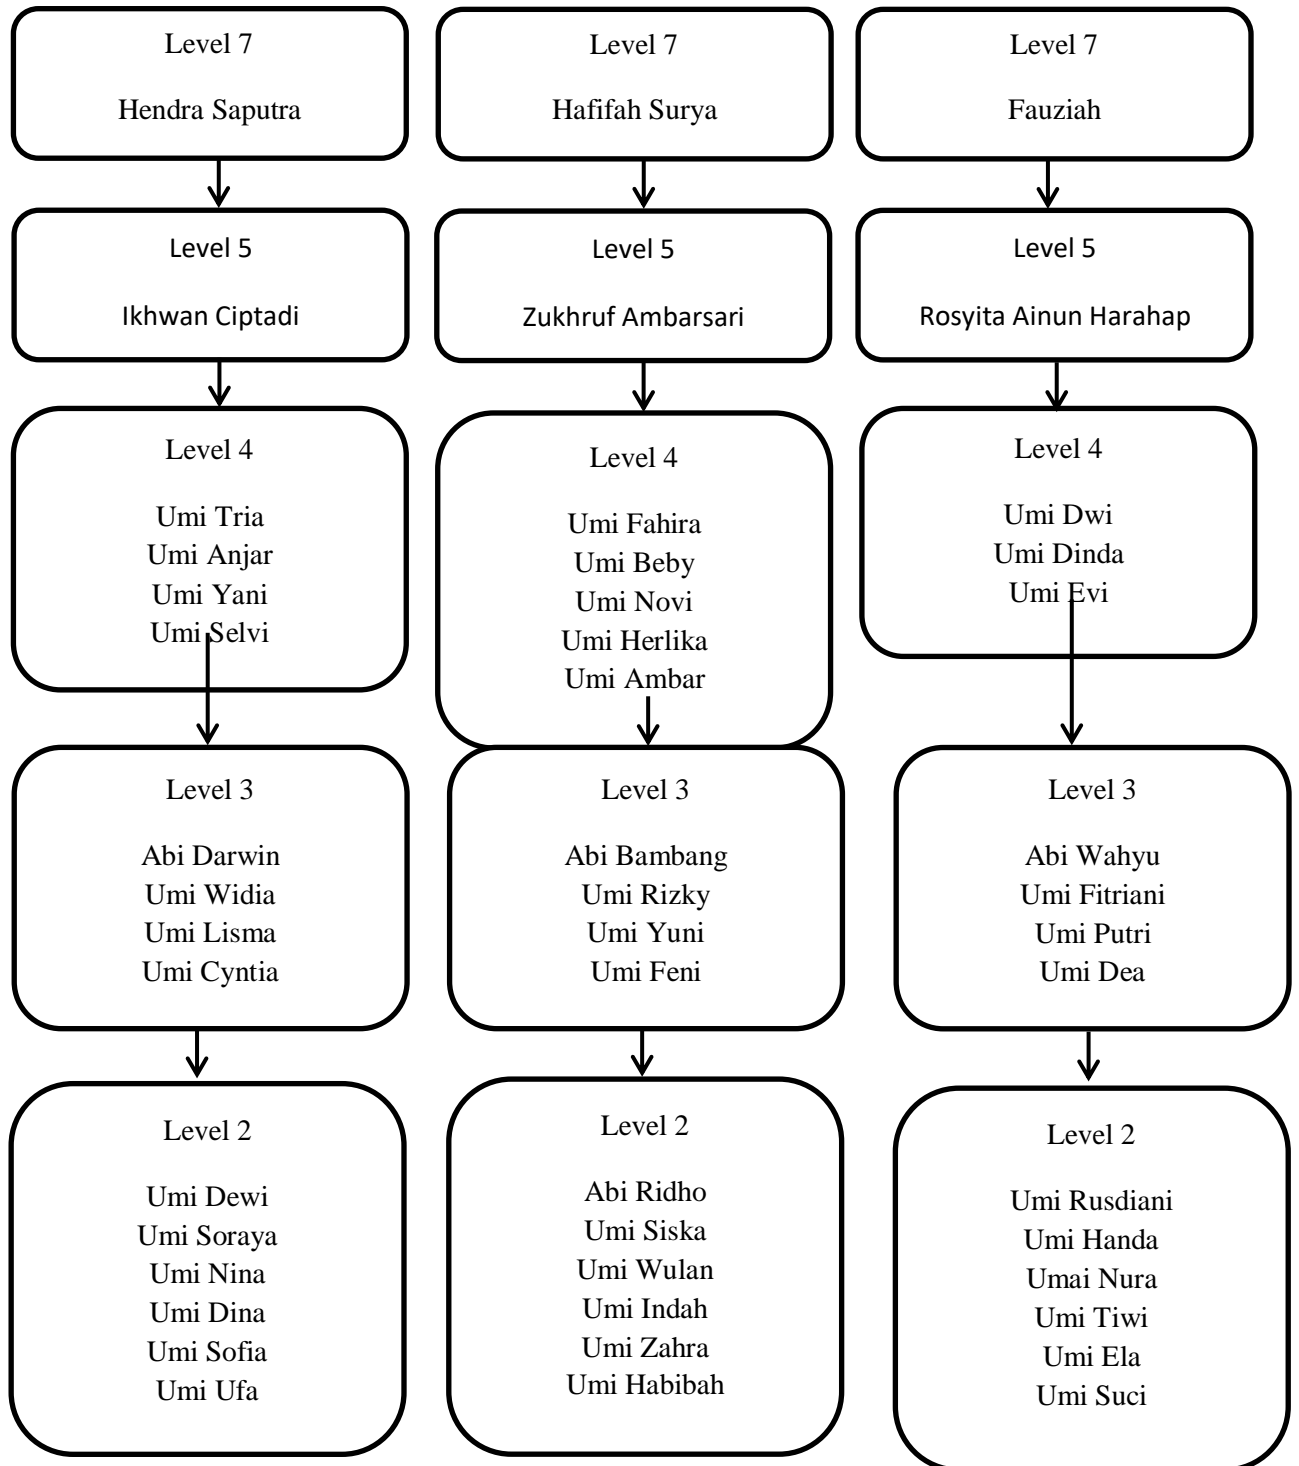 Level 7
Hendra Saputra
Level 7
Hafifah Surya
Level 7
Fauziah
Level 5
Ikhwan Ciptadi
Level 5
Zukhruf Ambarsari
Level 5
Rosyita Ainun Harahap
Level 4
Umi Tria
Umi Anjar
Umi Yani
Umi Selvi
Level 4
Umi Fahira
Umi Beby
Umi Novi
Umi Herlika
Umi Ambar
Level 4
Umi Dwi
Umi Dinda
Umi Evi
Level 3
Abi Darwin
Umi Widia
Umi Lisma
Umi Cyntia
Level 3
Abi Bambang
Umi Rizky
Umi Yuni
Umi Feni
Level 3
Abi Wahyu
Umi Fitriani
Umi Putri
Umi Dea
Level 2
Umi Dewi
Umi Soraya
Umi Nina
Umi Dina
Umi Sofia
Umi Ufa
Level 2
Abi Ridho
Umi Siska
Umi Wulan
Umi Indah
Umi Zahra
Umi Habibah
Level 2
Umi Rusdiani
Umi Handa
Umai Nura
Umi Tiwi
Umi Ela
Umi Suci